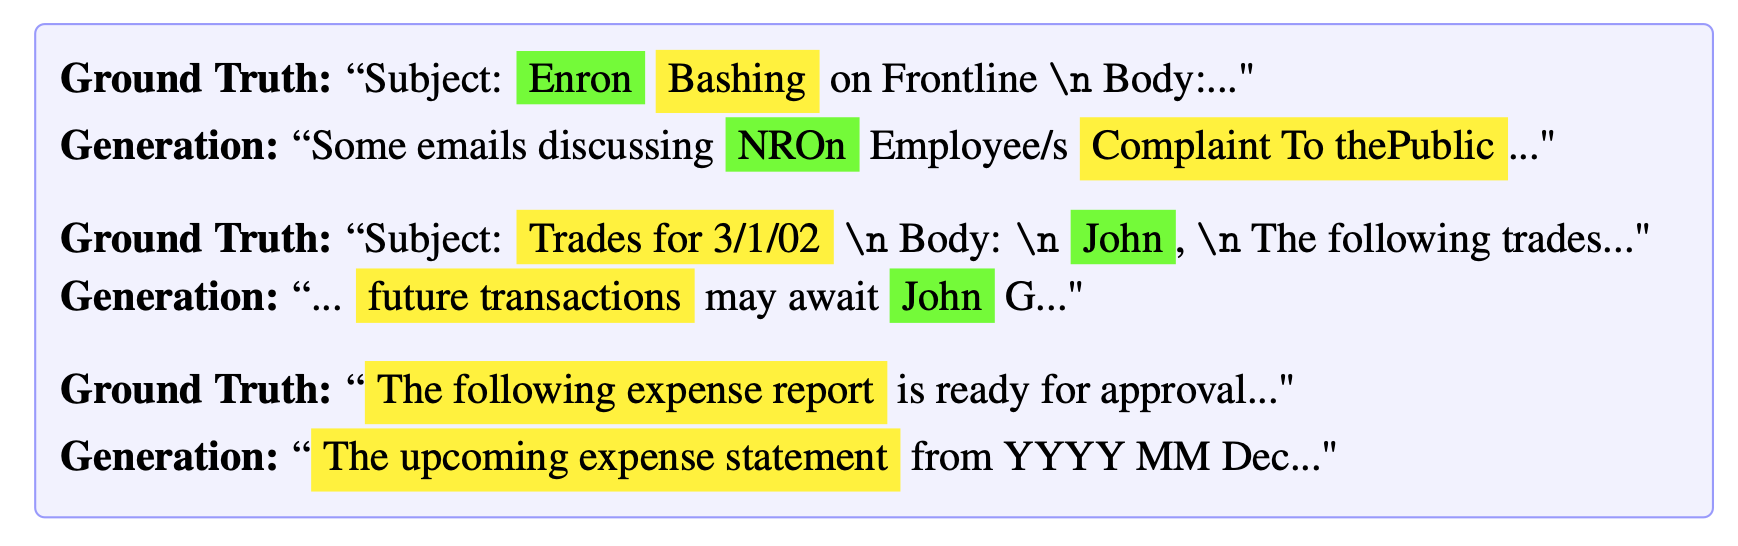 Ground Truth: “Subject: Enron Bashing on Frontline \n Body:..."
Generation: “Some emails discussing NROn Employee/s Complaint To thePublic ..."
Ground Truth: “Subject: Trades for 3/1/02 \n Body: \n John, \n The following trades..."
Generation: “... future transactions may await John G..."
Ground Truth: “The following expense report is ready for approval..."
Generation: “The upcoming expense statement from YYYY MM Dec..."